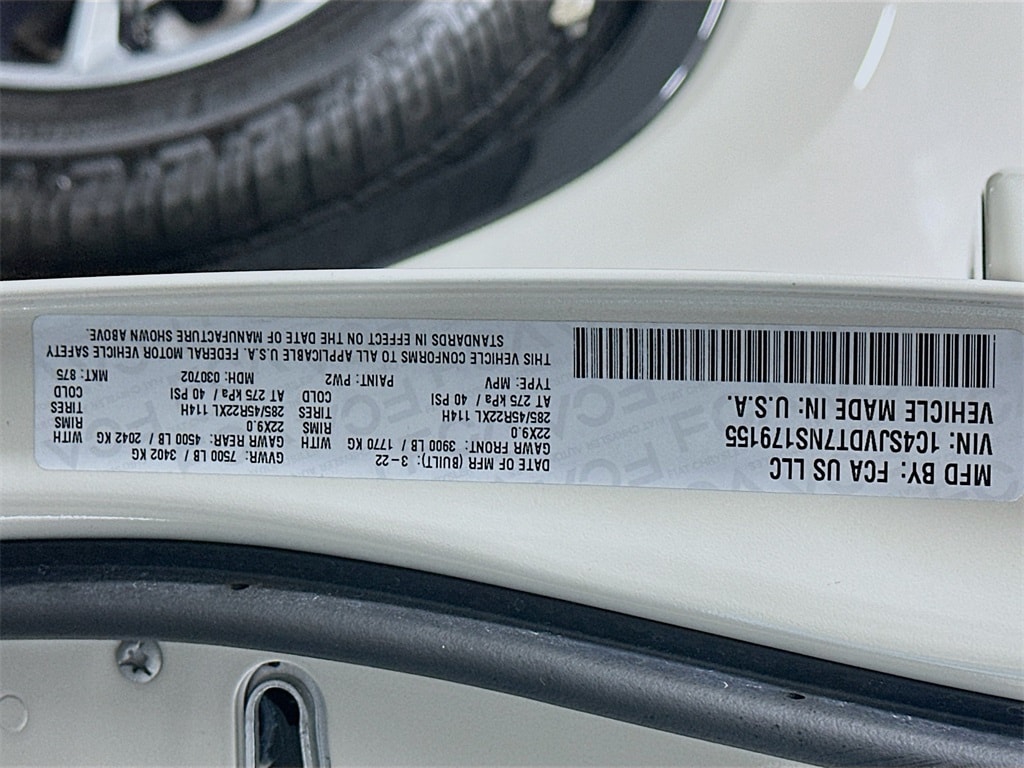 MFD BY: FCA US LLC
VIN: 1C4SJVDT7NS179155
VEHICLE MADE IN: U.S.A.
DATE OF MFR (BUILT): 3-22 GVWR: 7500 LB / 3402 KG
GAWR FRONT: 3900 LB / 1770 KG WITH GAWR REAR: 4500 LB / 2042 KG WITH
22X9.0 RIMS 22X9.0 RIMS
285/45R22XL 114H TIRES 285/45R22XL 114H TIRES
AT 275 kPa / 40 PSI COLD AT 275 kPa / 40 PSI COLD
TYPE: MPV PAINT: PW2 MDH: 030702 MKT: 875
THIS VEHICLE CONFORMS TO ALL APPLICABLE U.S.A. FEDERAL MOTOR VEHICLE SAFETY
STANDARDS IN EFFECT ON THE DATE OF MANUFACTURE SHOWN ABOVE.